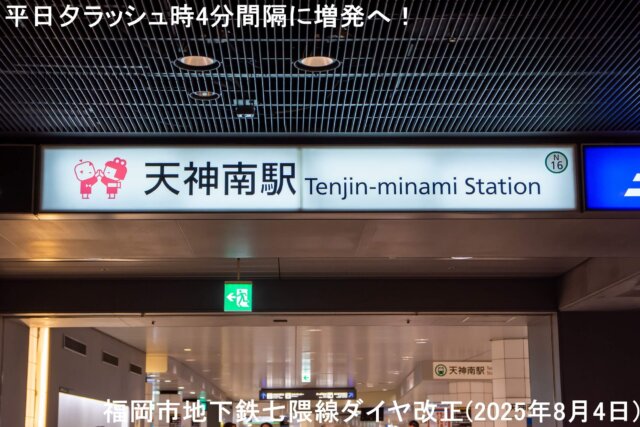 平日夕ラッシュ時4分間隔に増発へ！
天神南駅 Tenjin-minami Station
N
16
天神南駅
福岡市地下鉄七隈線ダイヤ改正(2025年8月4日)